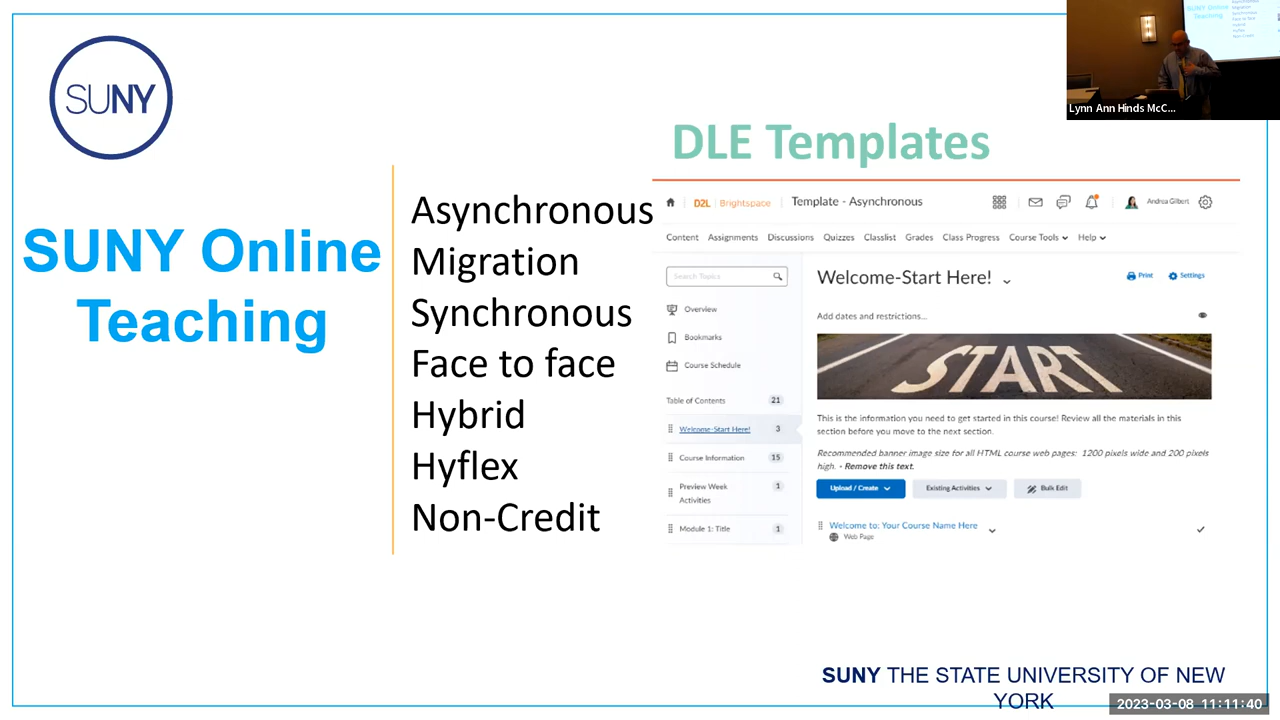 SUNY
SUNY Online
Teaching
Asynchronous
Migration
Synchronous
Face to face
Hybrid
Hyflex
Non-Credit
DLE Templates
D2L | Brightspace
Template - Asynchronous
Andrea Gilbert
Content Assignments Discussions Quizzes Classlist Grades Class Progress Course Tools Help
Search Topics
Overview
Bookmarks
Course Schedule
Table of Contents 21
Welcome-Start Here! 3
Course Information 15
Preview Week
Activities 1
Module 1: Title 1
Welcome-Start Here!
Print Settings
Add dates and restrictions...
START
This is the information you need to get started in this course! Review all the materials in this
section before you move to the next section.
Recommended banner image size for all HTML course web pages: 1200 pixels wide and 200 pixels
high. - Remove this text.
Upload / Create Existing Activities Bulk Edit
Welcome to: Your Course Name Here
Web Page
SUNY THE STATE UNIVERSITY OF NEW
YORK
SUNY Online
Teaching
Lynn Ann Hinds McC...
2023-03-08 11:11:40